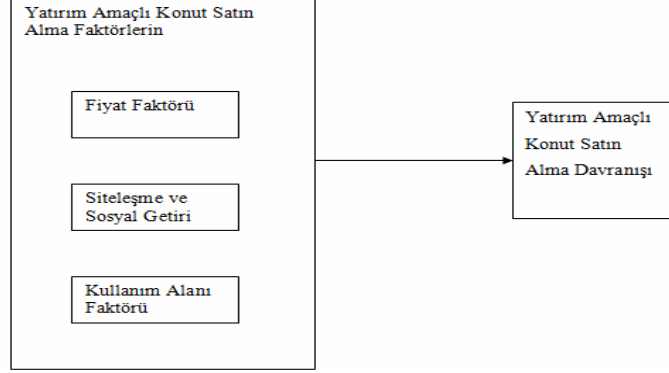 Yatırım Amaçlı Konut Satın
Alma Faktörlerin
Fiyat Faktörü
Siteleşme ve
Sosyal Getiri
Kullanım Alanı
Faktörü
Yatırım Amaçlı
Konut Satın
Alma Davranışı